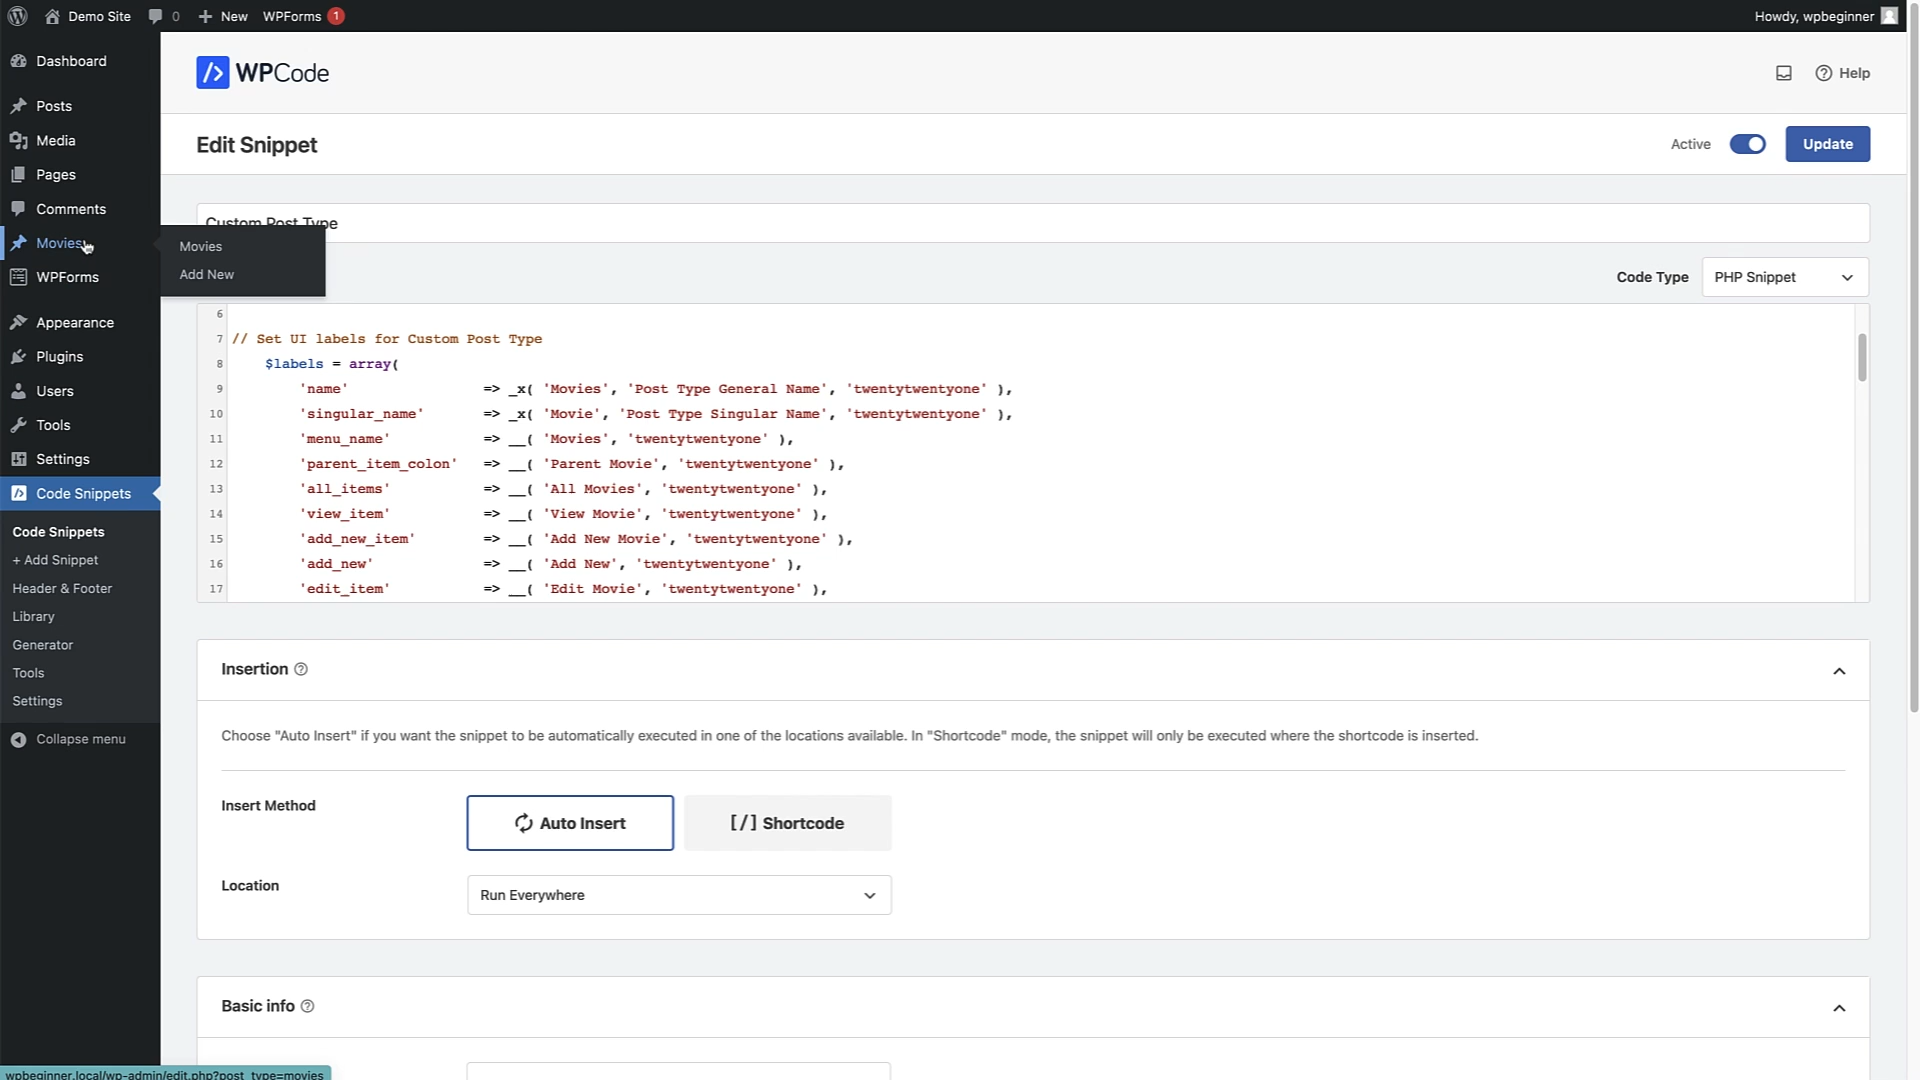 Demo Site
0
New
WPForms
1
Howdy, wpbeginner
Dashboard
Posts
Media
Pages
Comments
Movies
WPForms
Appearance
Plugins
Users
Tools
Settings
Code Snippets
Code Snippets
+ Add Snippet
Header & Footer
Library
Generator
Tools
Settings
Collapse menu
Movies
Add New
WPCode
Help
Edit Snippet
Active
Update
Custom Post Type
Code Type
PHP Snippet
6
7 // Set UI labels for Custom Post Type
8 $labels = array(
9 'name' => _x( 'Movies', 'Post Type General Name', 'twentytwentyone' ),
10 'singular_name' => _x( 'Movie', 'Post Type Singular Name', 'twentytwentyone' ),
11 'menu_name' => __( 'Movies', 'twentytwentyone' ),
12 'parent_item_colon' => __( 'Parent Movie', 'twentytwentyone' ),
13 'all_items' => __( 'All Movies', 'twentytwentyone' ),
14 'view_item' => __( 'View Movie', 'twentytwentyone' ),
15 'add_new_item' => __( 'Add New Movie', 'twentytwentyone' ),
16 'add_new' => __( 'Add New', 'twentytwentyone' ),
17 'edit_item' => __( 'Edit Movie', 'twentytwentyone' ),
Insertion
Choose "Auto Insert" if you want the snippet to be automatically executed in one of the locations available. In "Shortcode" mode, the snippet will only be executed where the shortcode is inserted.
Insert Method
Auto Insert
[/] Shortcode
Location
Run Everywhere
Basic info
wpbeginner.local/wp-admin/edit.php?post_type=movies